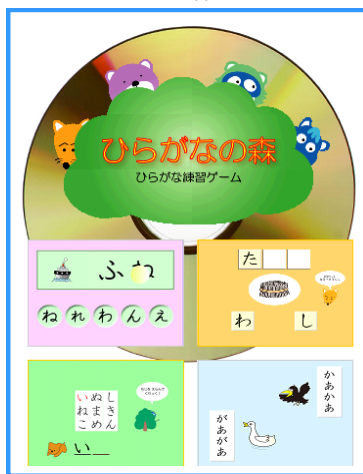 ひらがなの森
ひらがな練習ゲーム
ふね
ねれわんえ
た
わ し
いぬし
ねまき
こめん
い
かあかあ
があがあ